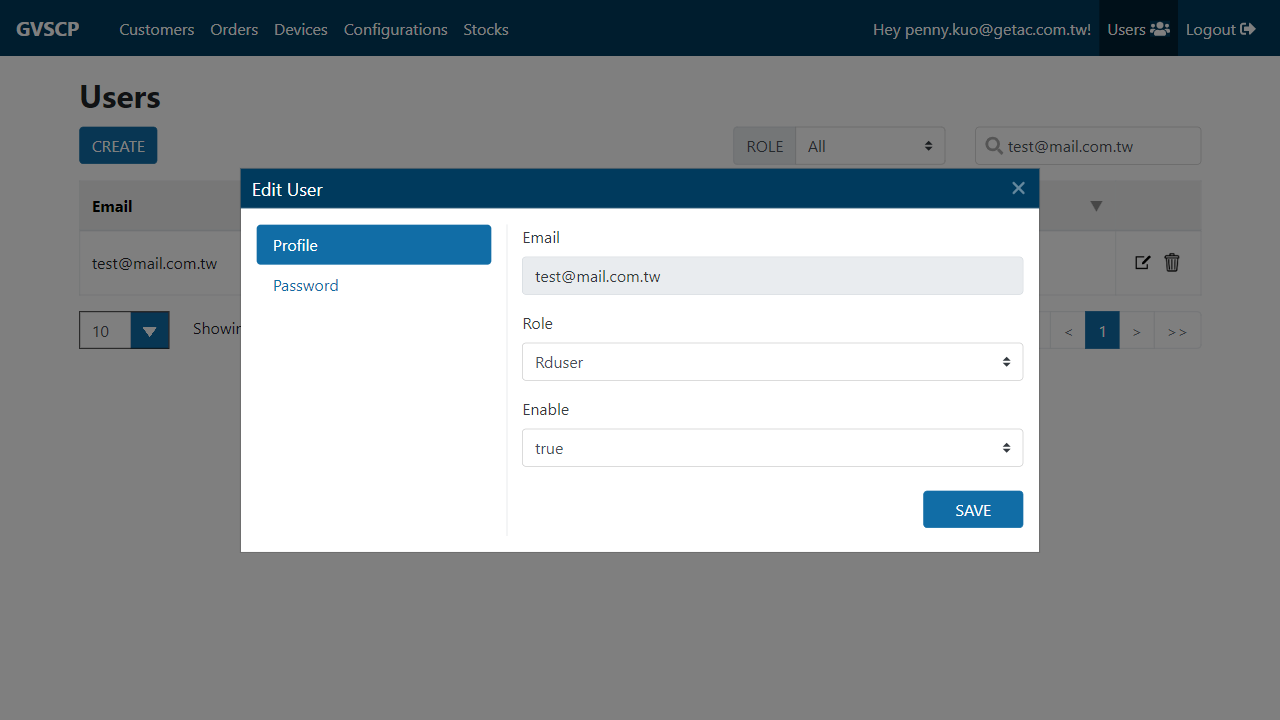 GVSCP Customers Orders Devices Configurations Stocks Hey penny.kuo@getac.com.tw! Users Logout
Users
CREATE ROLE All test@mail.com.tw
Edit User
Email
Profile
Password
Email
test@mail.com.tw
Role
Rduser
Enable
true
SAVE
test@mail.com.tw
10 < 1 > >>